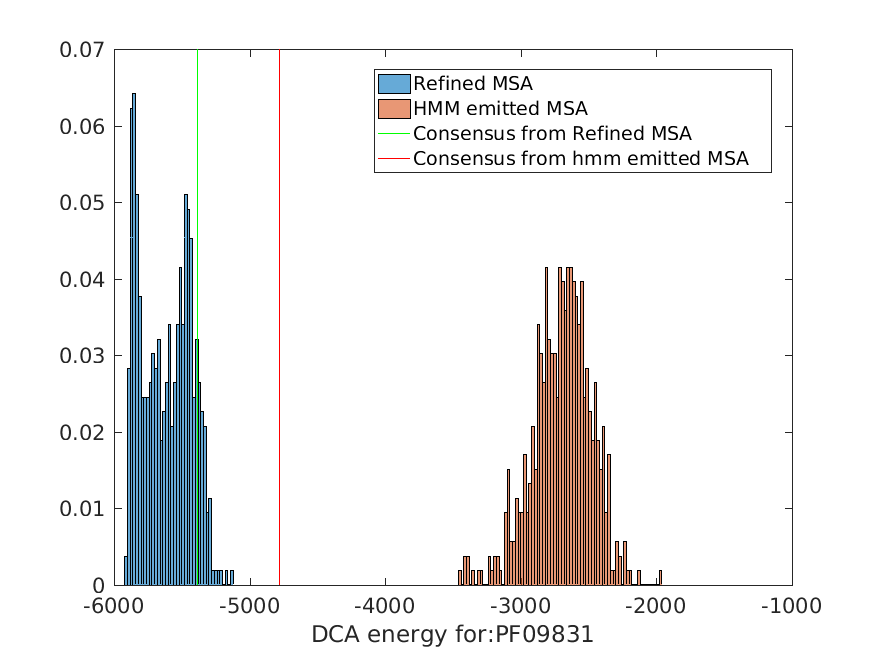 0.07
0.06
0.05
0.04
0.03
0.02
0.01
0
Refined MSA
HMM emitted MSA
Consensus from Refined MSA
Consensus from hmm emitted MSA
-6000 -5000 -4000 -3000 -2000 -1000
DCA energy for:PF09831